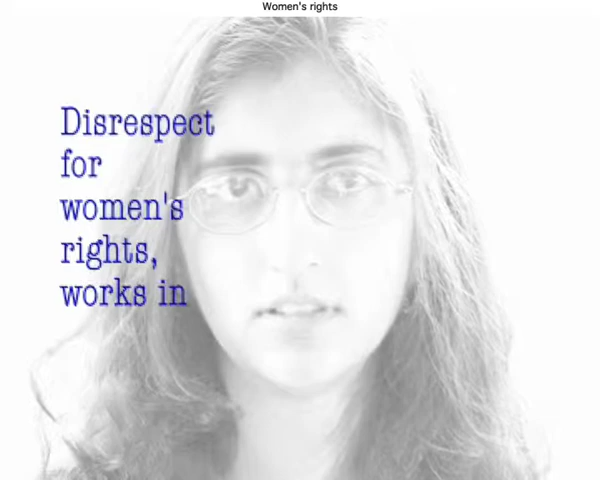 Women's rights
Disrespect
for
women's
rights,
works in